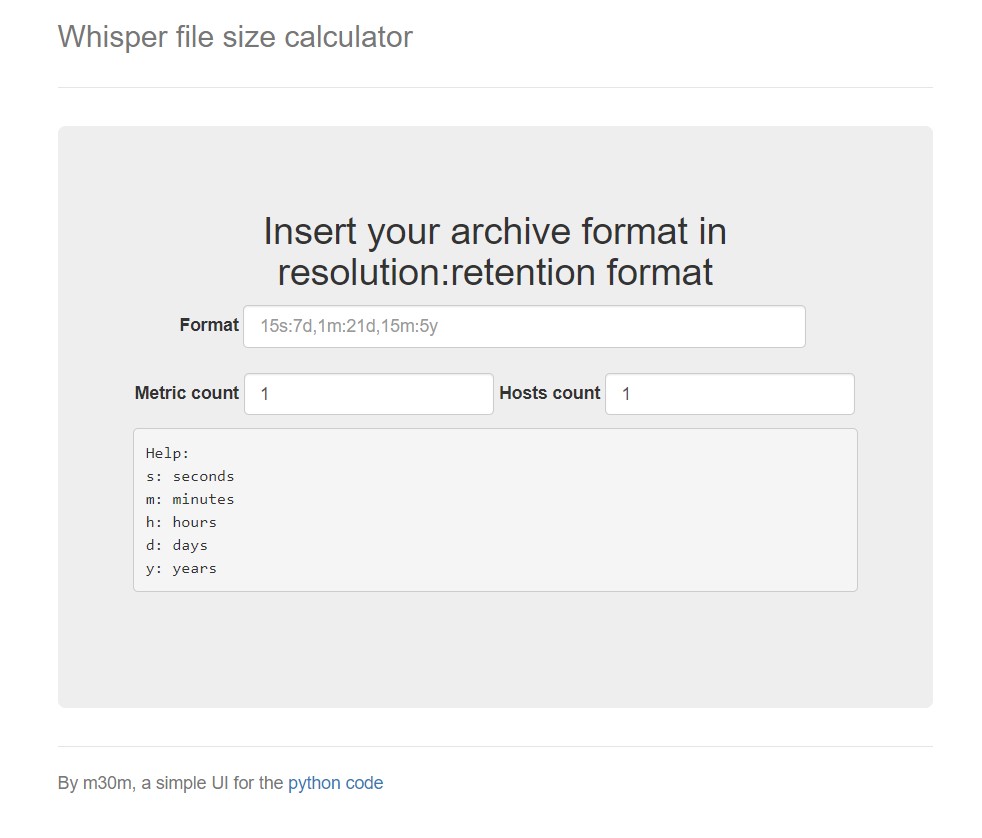 Whisper file size calculator
Insert your archive format in
resolution:retention format
Format 15s:7d,1m:21d,15m:5y
Metric count 1 Hosts count 1
Help:
s: seconds
m: minutes
h: hours
d: days
y: years
By m30m, a simple UI for the python code